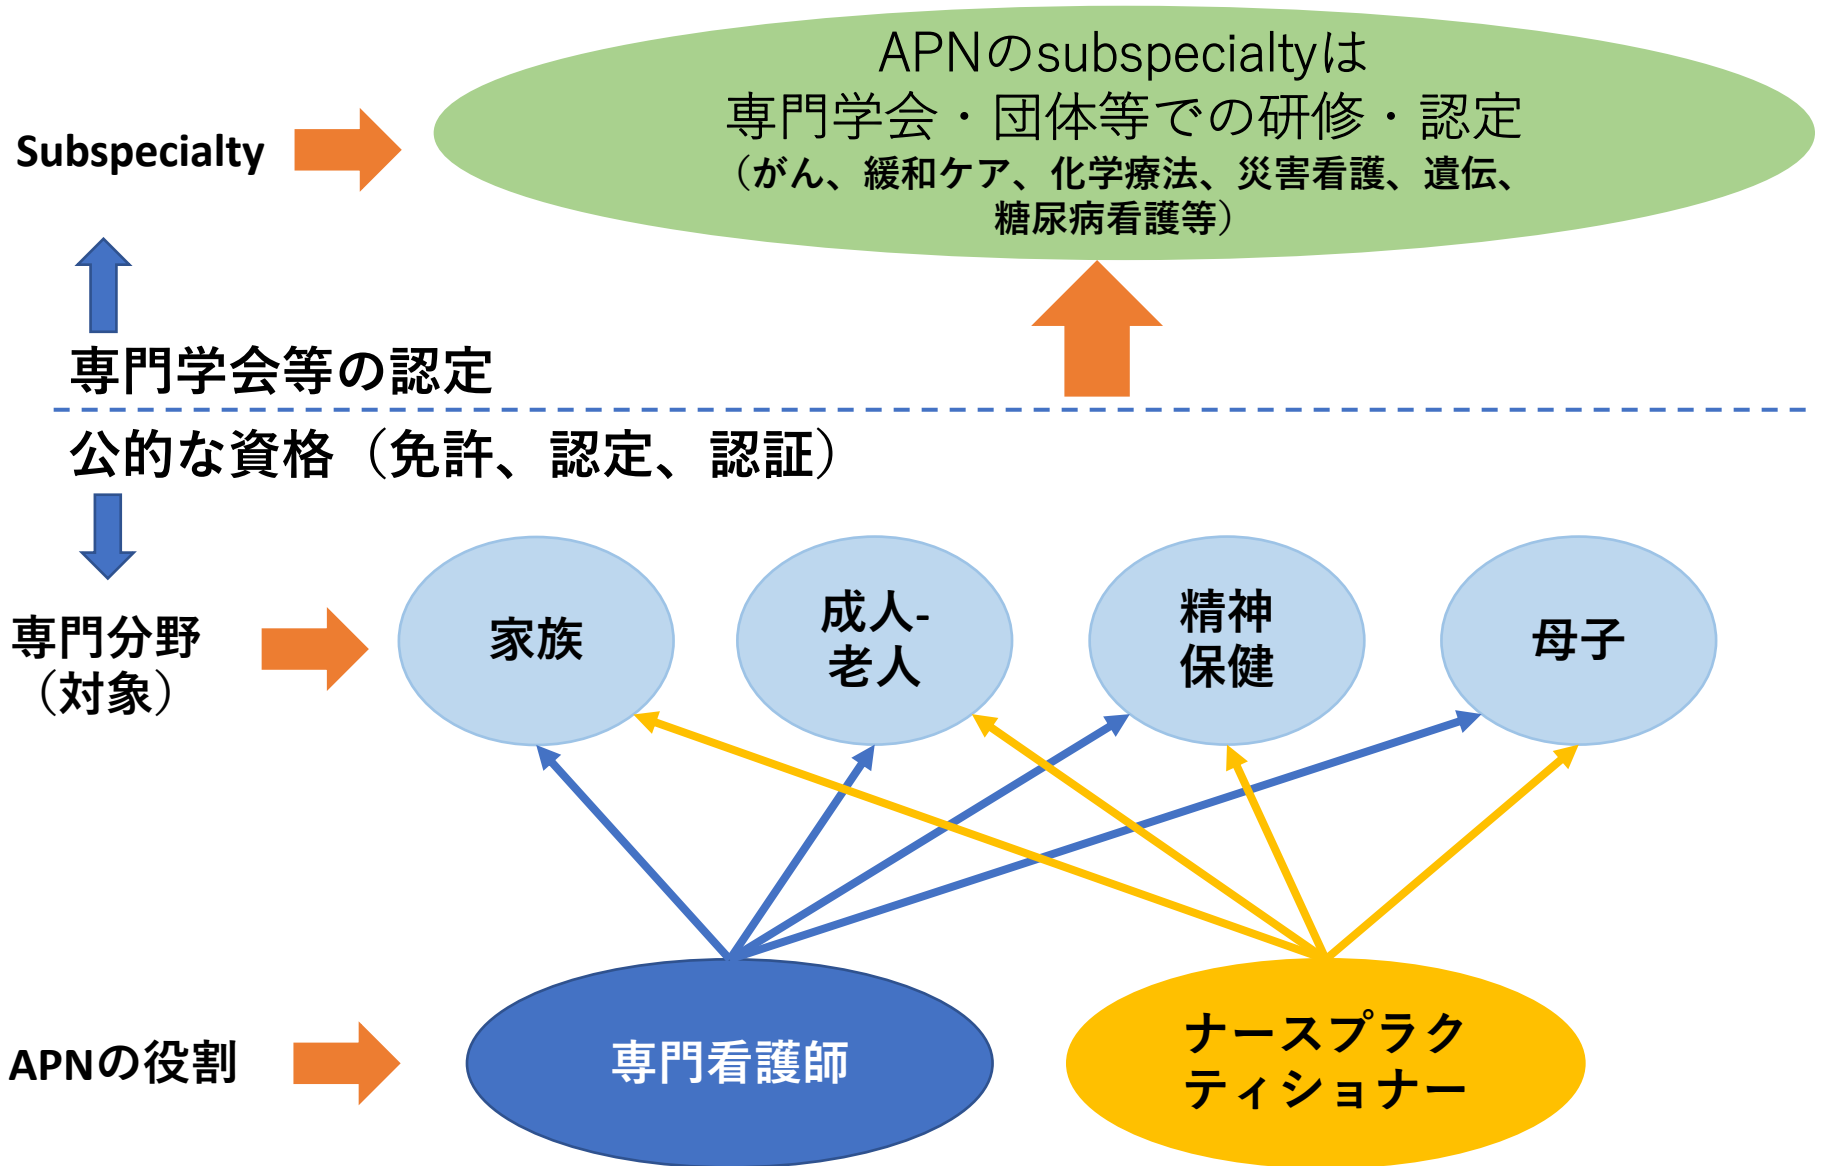 APNのsubspecialtyは
専門学会・団体等での研修・認定
（がん、緩和ケア、化学療法、災害看護、遺伝、
糖尿病看護等）
Subspecialty
専門学会等の認定
公的な資格（免許、認定、認証）
専門分野
（対象）
家族
成人-
老人
精神
保健
母子
APNの役割
専門看護師
ナースプラク
ティショナー